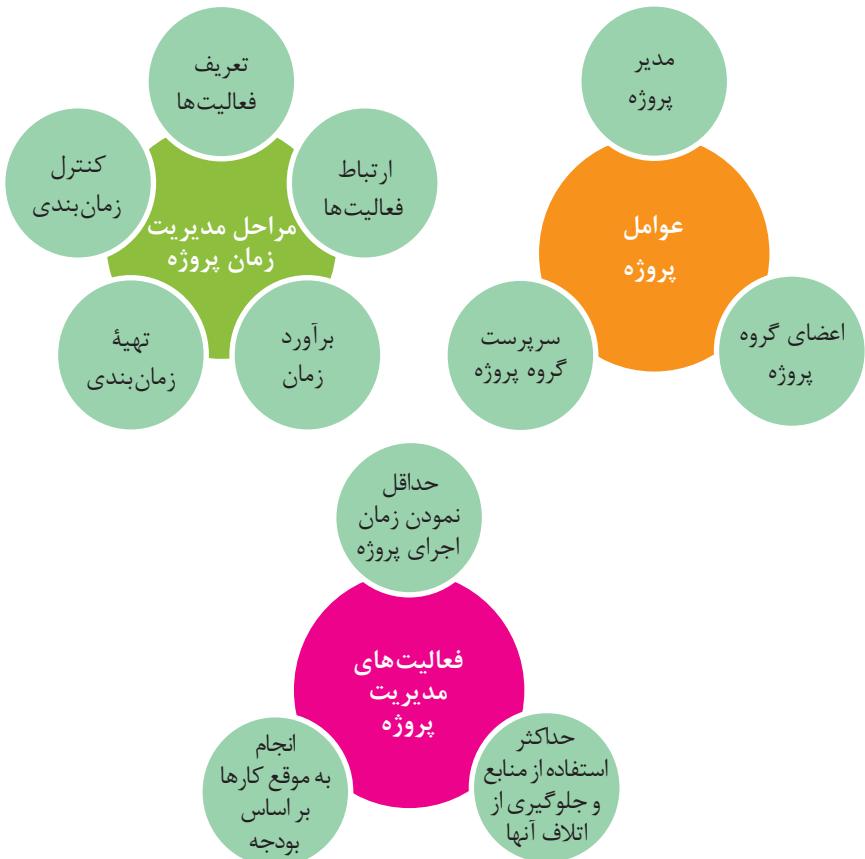 مدیر
پروژه
عوامل
پروژه
اعضای گروه
پروژه
سرپرست
گروه پروژه
تعریف
فعالیت‌ها
ارتباط
فعالیت‌ها
برآورد
زمان
تهیهٔ
زمان‌بندی
کنترل
زمان‌بندی
مراحل مدیریت
زمان پروژه
حداقل
نمودن زمان
اجرای پروژه
فعالیت‌های
مدیریت
پروژه
حداکثر
استفاده از منابع
و جلوگیری از
اتلاف آنها
انجام
به موقع کارها
بر اساس
بودجه